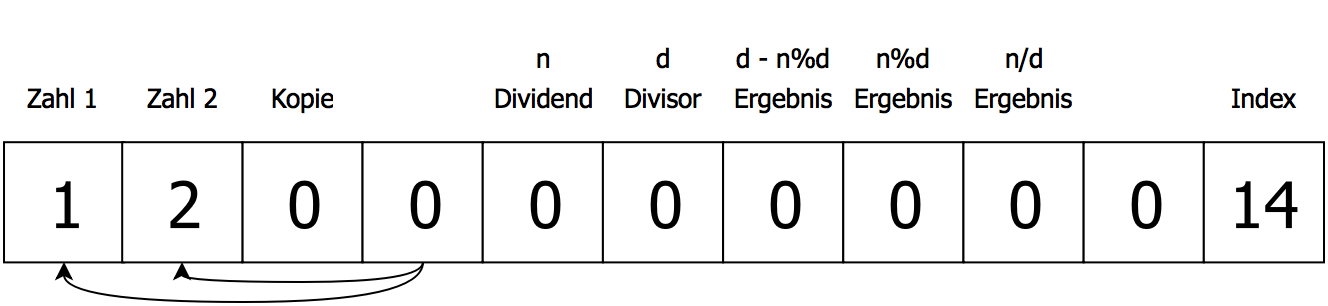 n d d - n%d n%d n/d
Zahl 1 Zahl 2 Kopie Dividend Divisor Ergebnis Ergebnis Ergebnis Index
1 2 0 0 0 0 0 0 0 0 14